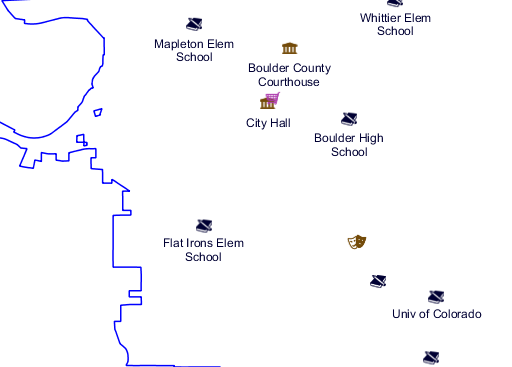 Whittier Elem
School
Mapleton Elem
School
Boulder County
Courthouse
City Hall
Boulder High
School
Flat Irons Elem
School
Univ of Colorado